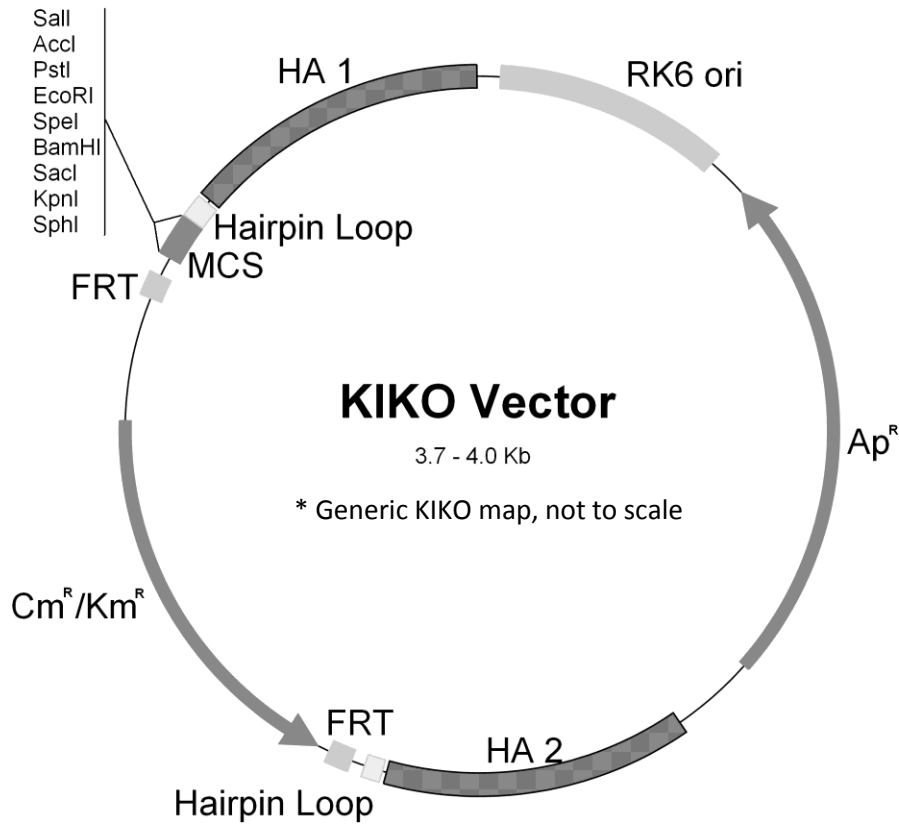 SalI
AccI
PstI
EcoRI
SpeI
BamHI
SacI
KpnI
SphI
HA 1
RK6 ori
Hairpin Loop
MCS
FRT
KIKO Vector
3.7 - 4.0 Kb
* Generic KIKO map, not to scale
Ap^R
Cm^R/Km^R
FRT
HA 2
Hairpin Loop